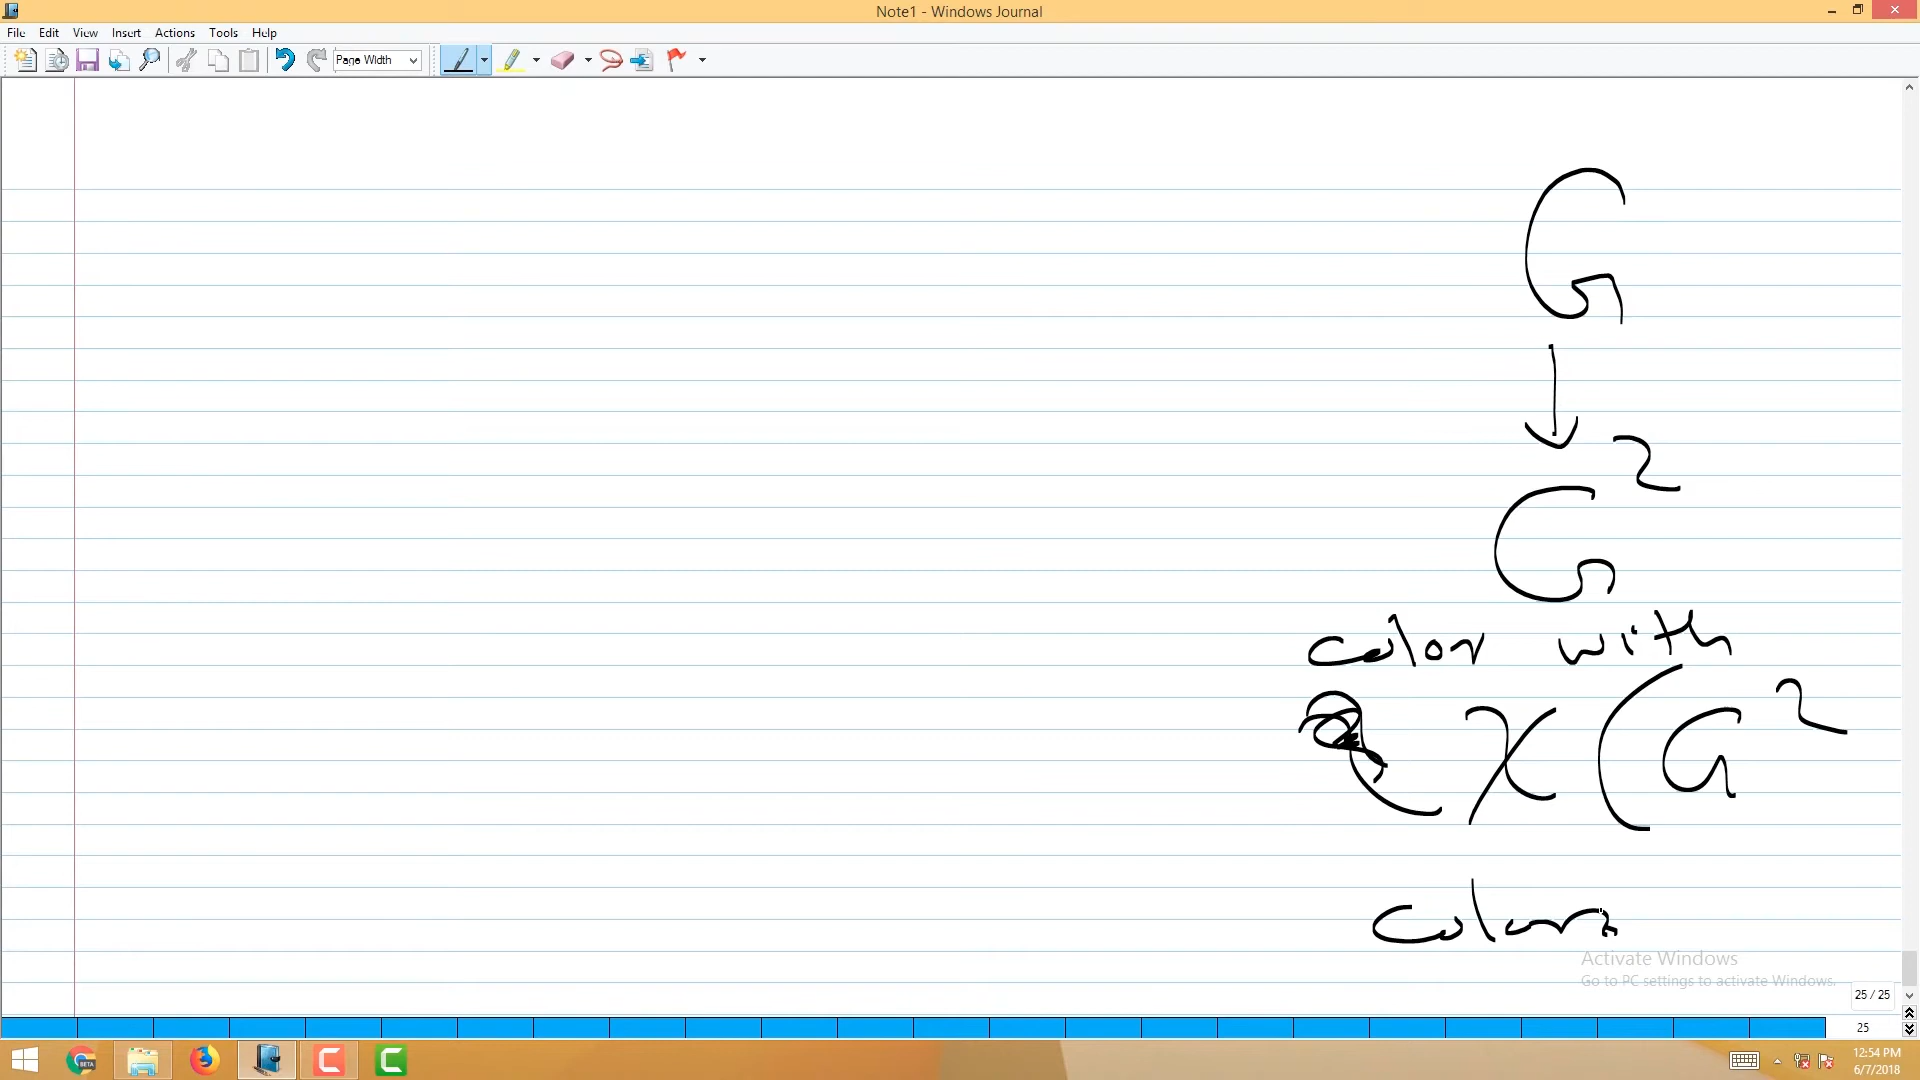 Note1 - Windows Journal
File Edit View Insert Actions Tools Help
Page Width
G
↓
G²
color with
χ(G²
colors
Activate Windows
Go to PC settings to activate Windows.
25 / 25
25
BETA
12:54 PM
6/7/2018